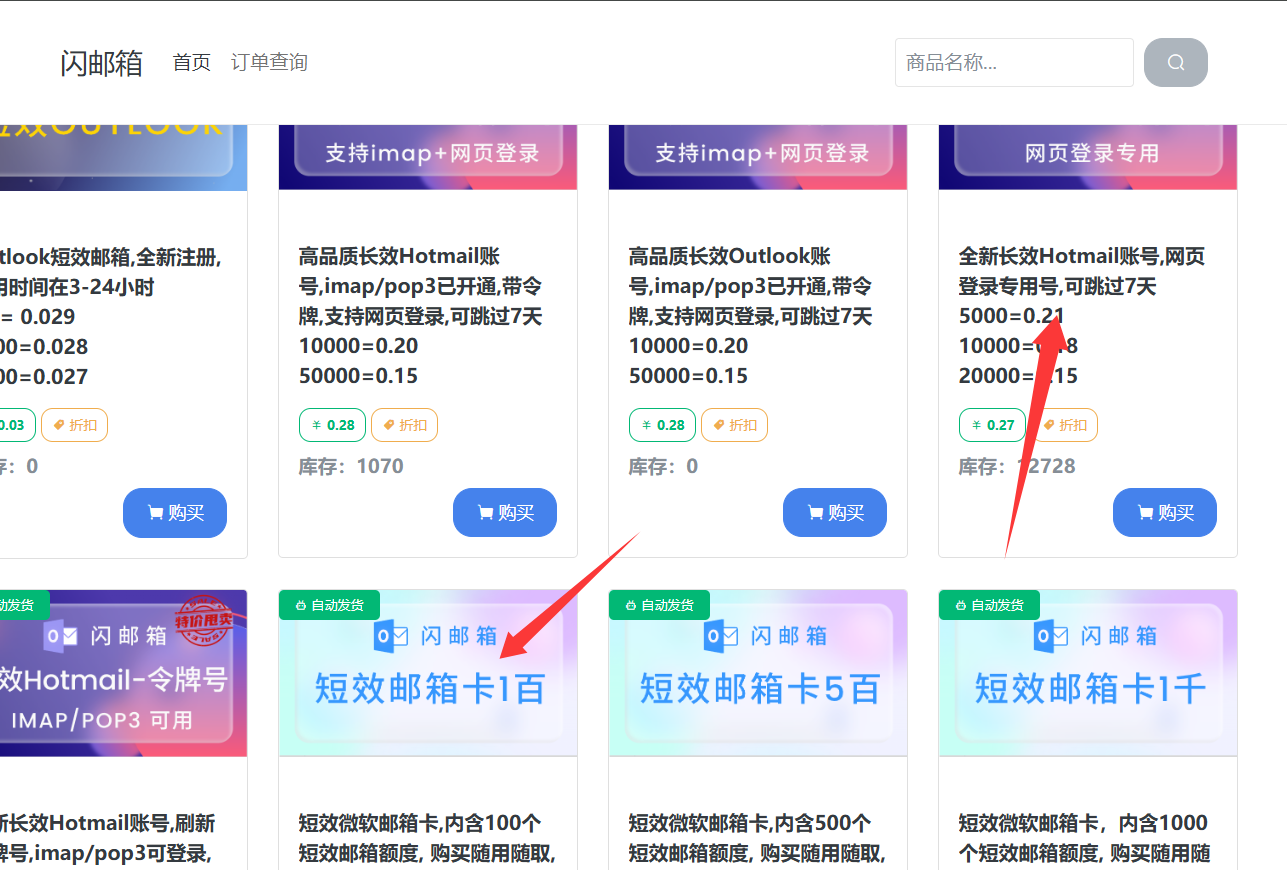 闪邮箱 首页 订单查询 商品名称...
短效OUTLOOK
支持imap+网页登录
支持imap+网页登录
网页登录专用
tlook短效邮箱,全新注册,
用时间在3-24小时
= 0.029
00=0.028
00=0.027
0.03 折扣
库存：0
购买
高品质长效Hotmail账
号,imap/pop3已开通,带令
牌,支持网页登录,可跳过7天
10000=0.20
50000=0.15
¥ 0.28 折扣
库存：1070
购买
高品质长效Outlook账
号,imap/pop3已开通,带令
牌,支持网页登录,可跳过7天
10000=0.20
50000=0.15
¥ 0.28 折扣
库存：0
购买
全新长效Hotmail账号,网页
登录专用号,可跳过7天
5000=0.21
10000=0.18
20000=0.15
¥ 0.27 折扣
库存：12728
购买
动发货
特价甩卖
闪邮箱
效Hotmail-令牌号
IMAP/POP3 可用
新长效Hotmail账号,刷新
牌号,imap/pop3可登录,
自动发货
闪邮箱
短效邮箱卡1百
短效微软邮箱卡,内含100个
短效邮箱额度, 购买随用随取,
自动发货
闪邮箱
短效邮箱卡5百
短效微软邮箱卡,内含500个
短效邮箱额度, 购买随用随取,
自动发货
闪邮箱
短效邮箱卡1千
短效微软邮箱卡，内含1000
个短效邮箱额度, 购买随用随